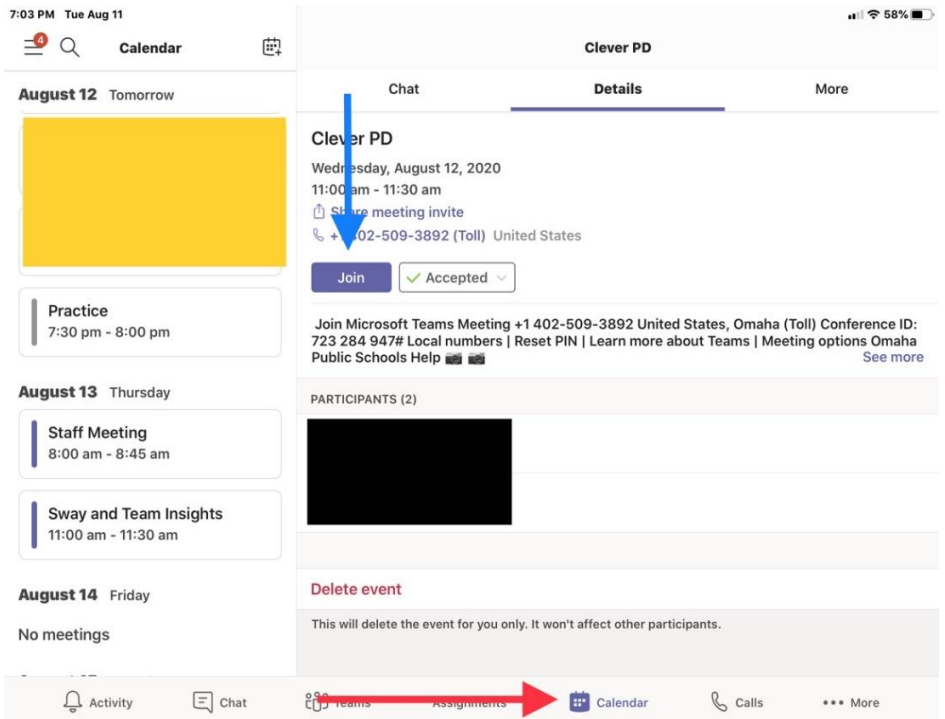 7:03 PM Tue Aug 11
58%
4
Calendar
Clever PD
Chat
Details
More
August 12 Tomorrow
Practice
7:30 pm - 8:00 pm
August 13 Thursday
Staff Meeting
8:00 am - 8:45 am
Sway and Team Insights
11:00 am - 11:30 am
August 14 Friday
No meetings
Clever PD
Wednesday, August 12, 2020
11:00 am - 11:30 am
Share meeting invite
+1 402-509-3892 (Toll) United States
Join
Accepted
Join Microsoft Teams Meeting +1 402-509-3892 United States, Omaha (Toll) Conference ID:
723 284 947# Local numbers | Reset PIN | Learn more about Teams | Meeting options Omaha
Public Schools Help
See more
PARTICIPANTS (2)
Delete event
This will delete the event for you only. It won't affect other participants.
Activity
Chat
Teams
Assignments
Calendar
Calls
More